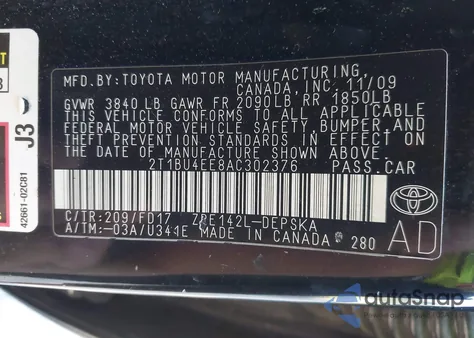 MFD.BY:TOYOTA MOTOR MANUFACTURING,
CANADA, INC. 11/09
GVWR 3840 LB GAWR FR 2090LB RR 1850LB
THIS VEHICLE CONFORMS TO ALL APPLICABLE
FEDERAL MOTOR VEHICLE SAFETY, BUMPER, AND
THEFT PREVENTION STANDARDS IN EFFECT ON
THE DATE OF MANUFACTURE SHOWN ABOVE.
2T1BU4EE8AC302376 PASS.CAR
C/TR:209/FD17 ZRE142L-DEPSKA
A/TM:-03A/U341E MADE IN CANADA 280
AD
J3
42661-02C81
autoSnap